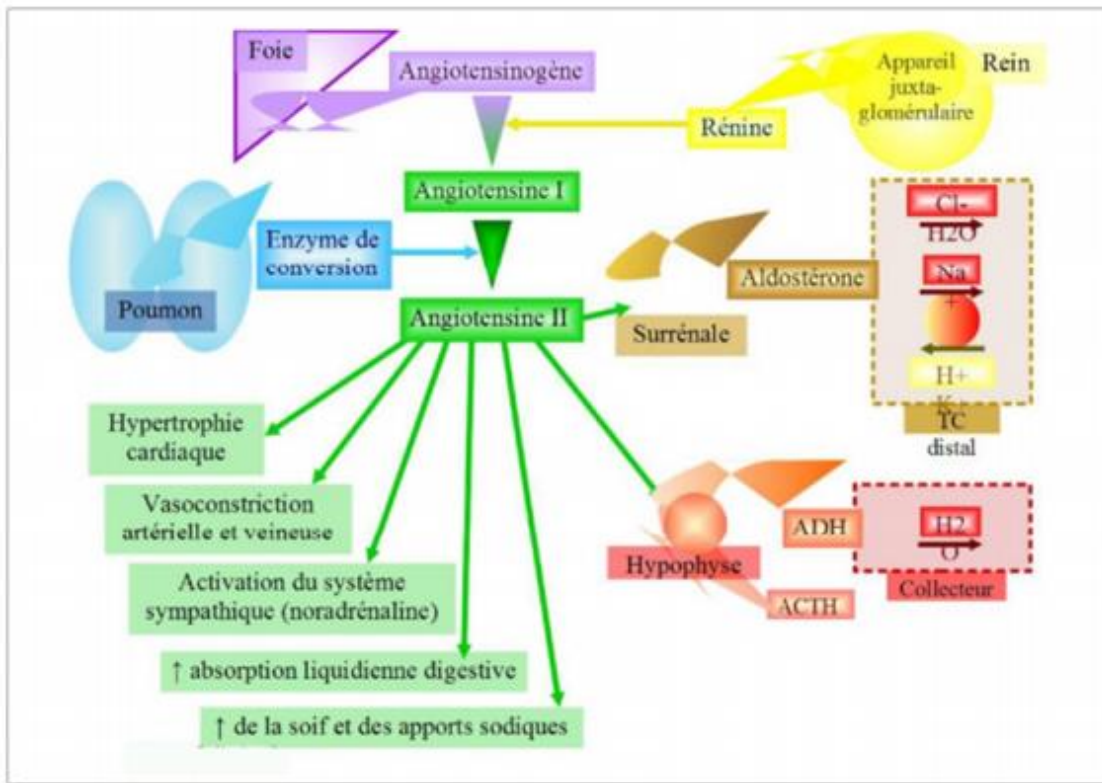 Foie
Angiotensinogène
Appareil
juxta-
glomérulaire
Rein
Rénine
Angiotensine I
Enzyme de
conversion
Poumon
Angiotensine II
Surrénale
Aldostérone
Cl-
H2O
Na
+
H+
K+
TC
distal
Hypertrophie
cardiaque
Vasoconstriction
artérielle et veineuse
Activation du système
sympathique (noradrénaline)
↑ absorption liquidienne digestive
↑ de la soif et des apports sodiques
Hypophyse
ADH
ACTH
H2
O
Collecteur